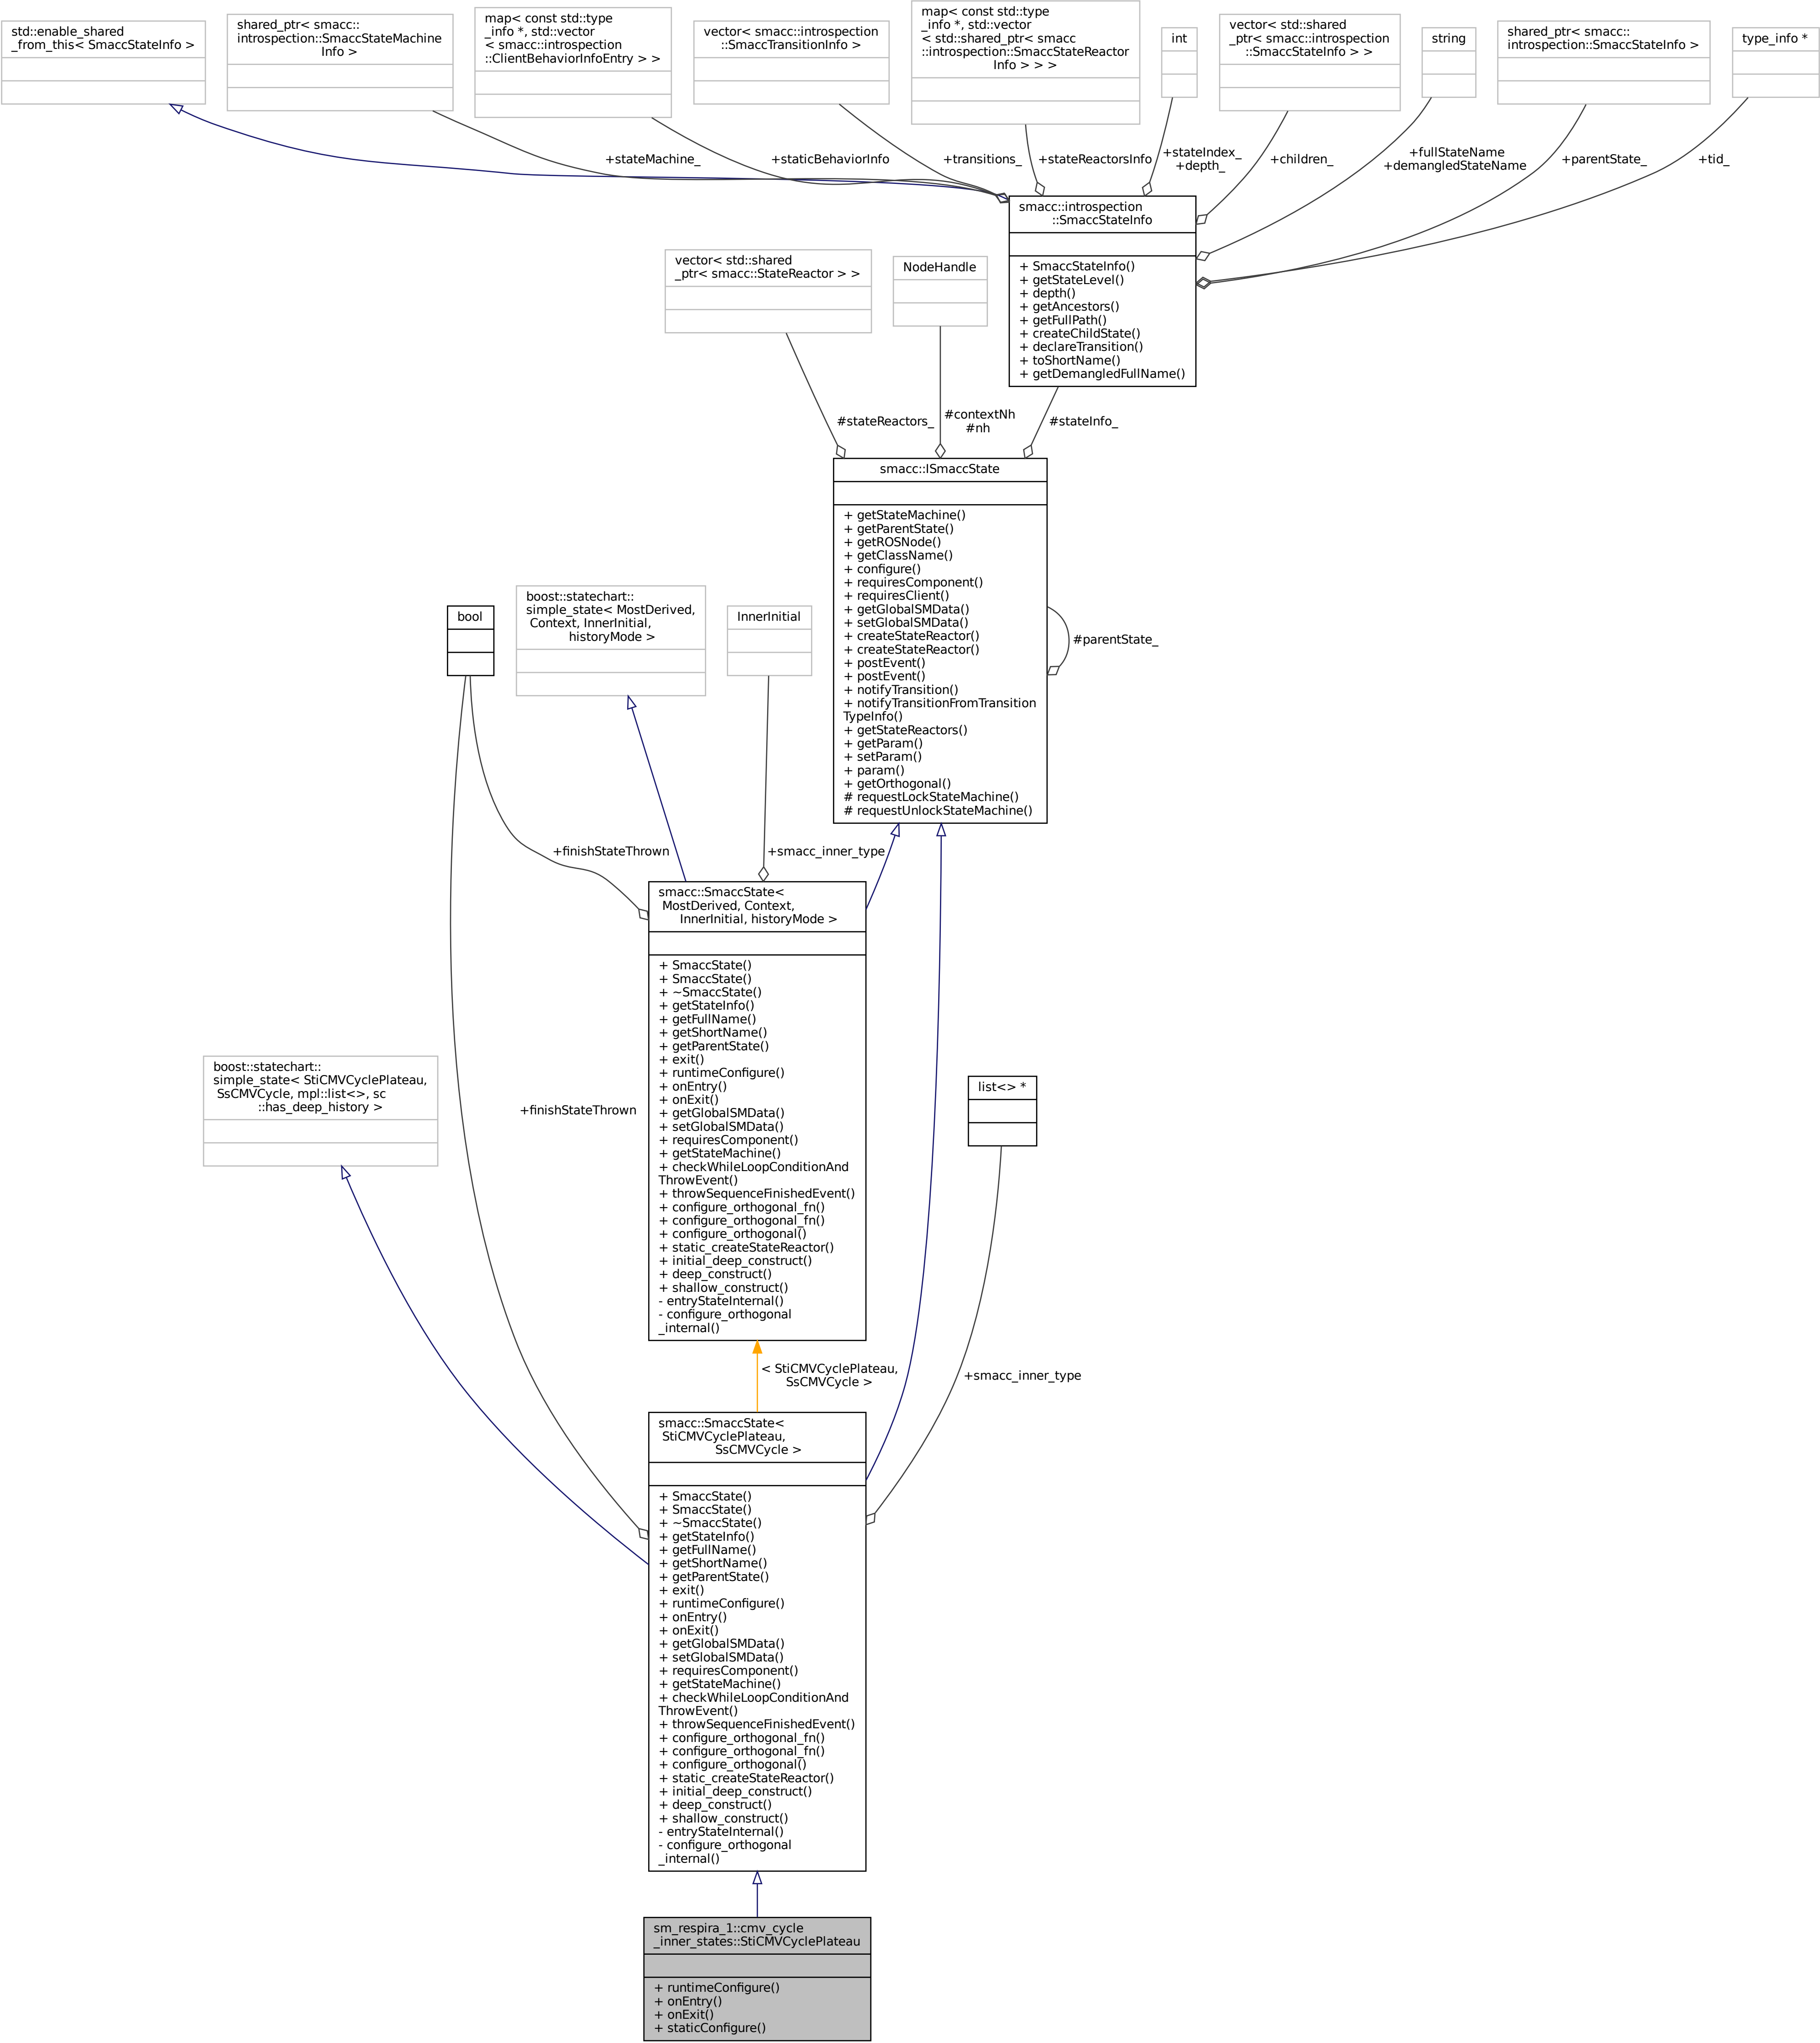 std::enable_shared
_from_this< SmaccStateInfo >
shared_ptr< smacc::
introspection::SmaccStateMachine
Info >
map< const std::type
_info *, std::vector
< smacc::introspection
::ClientBehaviorInfoEntry > >
vector< smacc::introspection
::SmaccTransitionInfo >
map< const std::type
_info *, std::vector
< std::shared_ptr< smacc
::introspection::SmaccStateReactor
Info > > >
int
vector< std::shared
_ptr< smacc::introspection
::SmaccStateInfo > >
string
shared_ptr< smacc::
introspection::SmaccStateInfo >
type_info *
+stateMachine_
+staticBehaviorInfo
+transitions_
+stateReactorsInfo
+stateIndex_
+depth_
+children_
+fullStateName
+demangledStateName
+parentState_
+tid_
smacc::introspection
::SmaccStateInfo
+ SmaccStateInfo()
+ getStateLevel()
+ depth()
+ getAncestors()
+ getFullPath()
+ createChildState()
+ declareTransition()
+ toShortName()
+ getDemangledFullName()
vector< std::shared
_ptr< smacc::StateReactor > >
NodeHandle
#stateReactors_
#contextNh
#nh
#stateInfo_
smacc::ISmaccState
+ getStateMachine()
+ getParentState()
+ getROSNode()
+ getClassName()
+ configure()
+ requiresComponent()
+ requiresClient()
+ getGlobalSMData()
+ setGlobalSMData()
+ createStateReactor()
+ createStateReactor()
+ postEvent()
+ postEvent()
+ notifyTransition()
+ notifyTransitionFromTransition
TypeInfo()
+ getStateReactors()
+ getParam()
+ setParam()
+ param()
+ getOrthogonal()
# requestLockStateMachine()
# requestUnlockStateMachine()
#parentState_
bool
boost::statechart::
simple_state< MostDerived,
Context, InnerInitial,
historyMode >
InnerInitial
+finishStateThrown
+smacc_inner_type
smacc::SmaccState<
MostDerived, Context,
InnerInitial, historyMode >
+ SmaccState()
+ SmaccState()
+ ~SmaccState()
+ getStateInfo()
+ getFullName()
+ getShortName()
+ getParentState()
+ exit()
+ runtimeConfigure()
+ onEntry()
+ onExit()
+ getGlobalSMData()
+ setGlobalSMData()
+ requiresComponent()
+ getStateMachine()
+ checkWhileLoopConditionAnd
ThrowEvent()
+ throwSequenceFinishedEvent()
+ configure_orthogonal_fn()
+ configure_orthogonal_fn()
+ configure_orthogonal()
+ static_createStateReactor()
+ initial_deep_construct()
+ deep_construct()
+ shallow_construct()
- entryStateInternal()
- configure_orthogonal
_internal()
boost::statechart::
simple_state< StiCMVCyclePlateau,
SsCMVCycle, mpl::list<>, sc
::has_deep_history >
+finishStateThrown
list<> *
< StiCMVCyclePlateau,
SsCMVCycle >
+smacc_inner_type
smacc::SmaccState<
StiCMVCyclePlateau,
SsCMVCycle >
+ SmaccState()
+ SmaccState()
+ ~SmaccState()
+ getStateInfo()
+ getFullName()
+ getShortName()
+ getParentState()
+ exit()
+ runtimeConfigure()
+ onEntry()
+ onExit()
+ getGlobalSMData()
+ setGlobalSMData()
+ requiresComponent()
+ getStateMachine()
+ checkWhileLoopConditionAnd
ThrowEvent()
+ throwSequenceFinishedEvent()
+ configure_orthogonal_fn()
+ configure_orthogonal_fn()
+ configure_orthogonal()
+ static_createStateReactor()
+ initial_deep_construct()
+ deep_construct()
+ shallow_construct()
- entryStateInternal()
- configure_orthogonal
_internal()
sm_respira_1::cmv_cycle
_inner_states::StiCMVCyclePlateau
+ runtimeConfigure()
+ onEntry()
+ onExit()
+ staticConfigure()